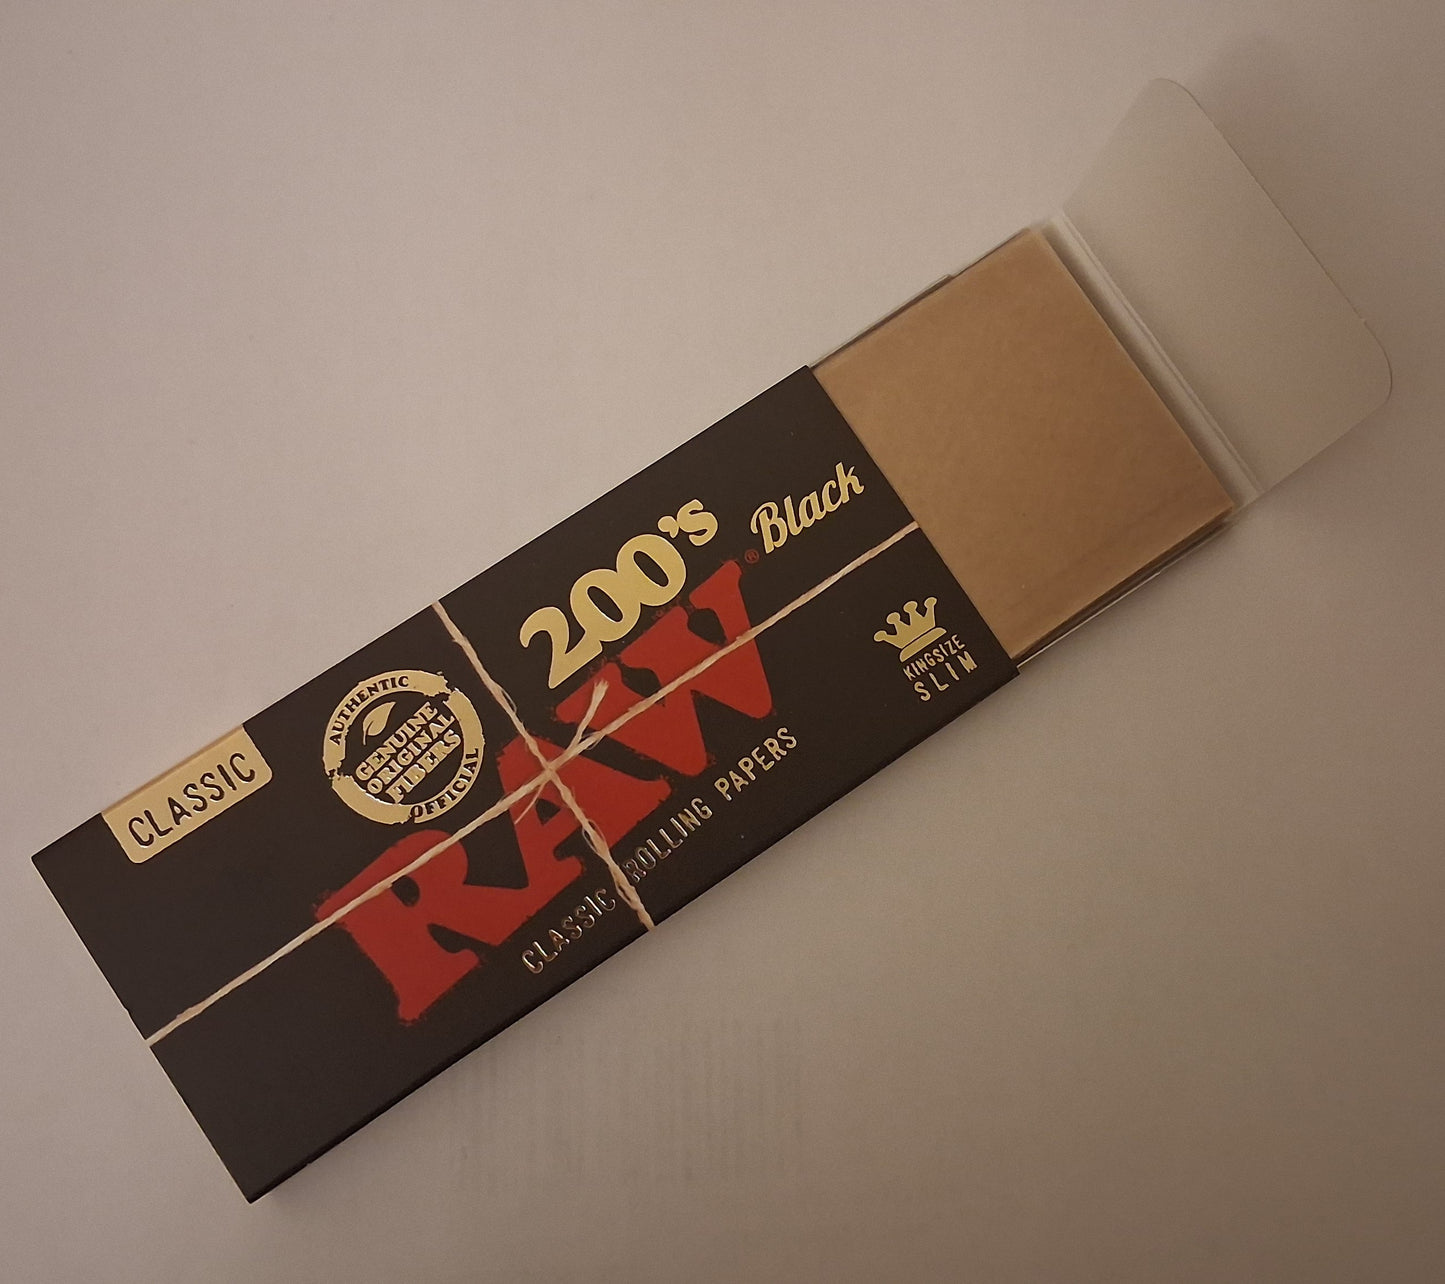 CLASSIC
AUTHENTIC
GENUINE
ORIGINAL
FIBERS
OFFICIAL
200's
RAW®
Black
CLASSIC ROLLING PAPERS
KINGSIZE
SLIM